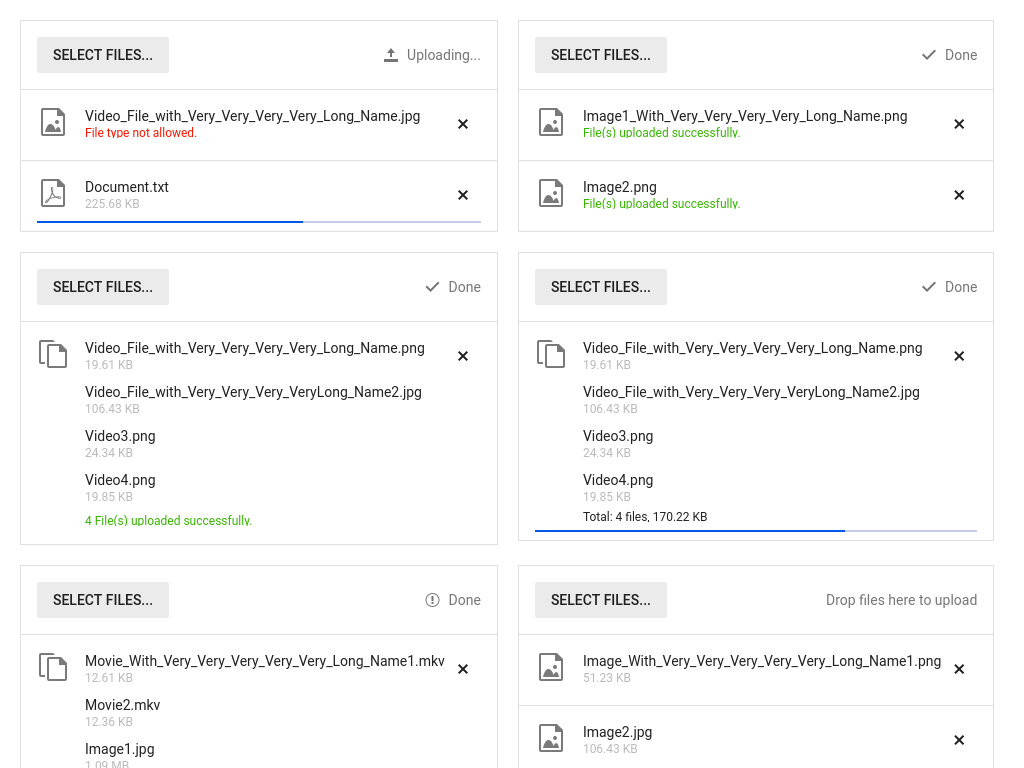 SELECT FILES...
Uploading...
Video_File_with_Very_Very_Very_Very_Long_Name.jpg
File type not allowed.
Document.txt
225.68 KB
SELECT FILES...
Done
Image1_With_Very_Very_Very_Very_Long_Name.png
File(s) uploaded successfully.
Image2.png
File(s) uploaded successfully.
SELECT FILES...
Done
Video_File_with_Very_Very_Very_Very_Long_Name.png
19.61 KB
Video_File_with_Very_Very_Very_VeryLong_Name2.jpg
106.43 KB
Video3.png
24.34 KB
Video4.png
19.85 KB
4 File(s) uploaded successfully.
SELECT FILES...
Done
Video_File_with_Very_Very_Very_Very_Long_Name.png
19.61 KB
Video_File_with_Very_Very_Very_VeryLong_Name2.jpg
106.43 KB
Video3.png
24.34 KB
Video4.png
19.85 KB
Total: 4 files, 170.22 KB
SELECT FILES...
Done
Movie_With_Very_Very_Very_Very_Very_Long_Name1.mkv
12.61 KB
Movie2.mkv
12.36 KB
Image1.jpg
1.09 MB
SELECT FILES...
Drop files here to upload
Image_With_Very_Very_Very_Very_Very_Long_Name1.png
51.23 KB
Image2.jpg
106.43 KB